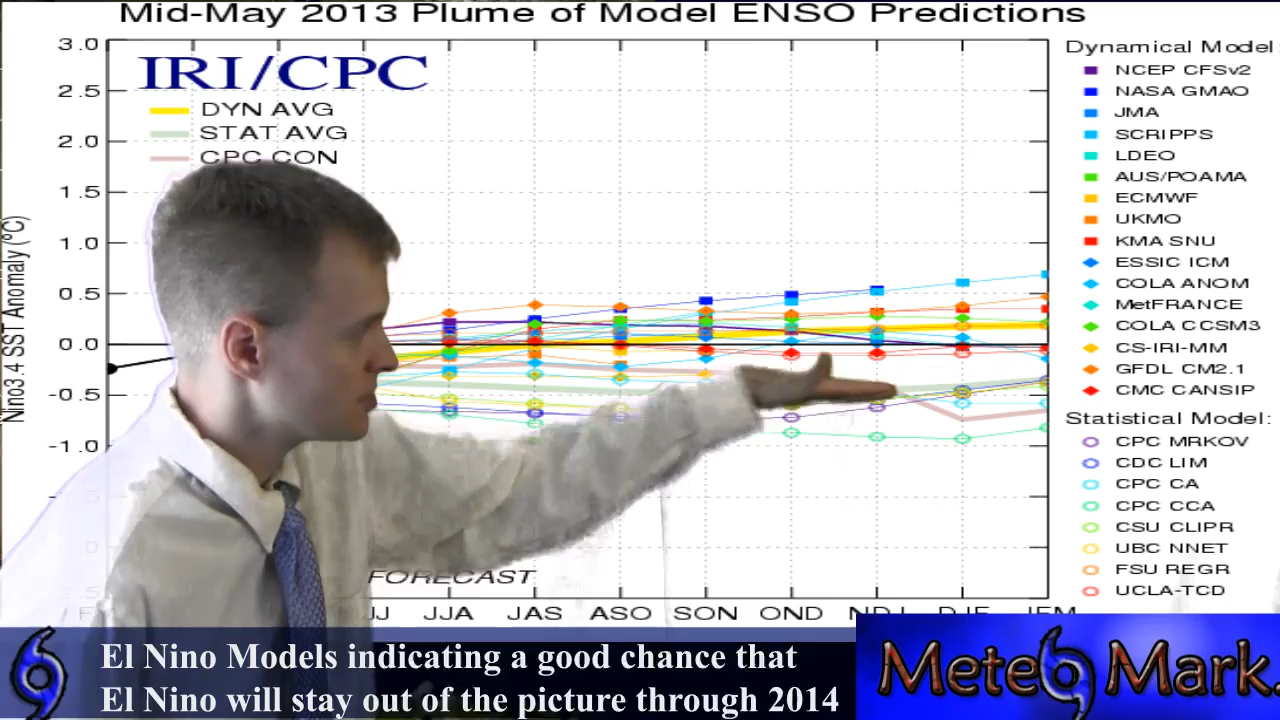 Mid-May 2013 Plume of Model ENSO Predictions
IRI/CPC
DYN AVG
STAT AVG
CPC CON
Nino3.4 SST Anomaly (°C)
3.0
2.5
2.0
1.5
1.0
0.5
0.0
-0.5
-1.0
FORECAST
JJA
JAS
ASO
SON
OND
NDJ
DJF
JFM
Dynamical Model:
NCEP CFSv2
NASA GMAO
JMA
SCRIPPS
LDEO
AUS/POAMA
ECMWF
UKMO
KMA SNU
ESSIC ICM
COLA ANOM
MetFRANCE
COLA CCSM3
CS-IRI-MM
GFDL CM2.1
CMC CANSIP
Statistical Model:
CPC MRKOV
CDC LIM
CPC CA
CPC CCA
CSU CLIPR
UBC NNET
FSU REGR
UCLA-TCD
El Nino Models indicating a good chance that
El Nino will stay out of the picture through 2014
MeteoMark.